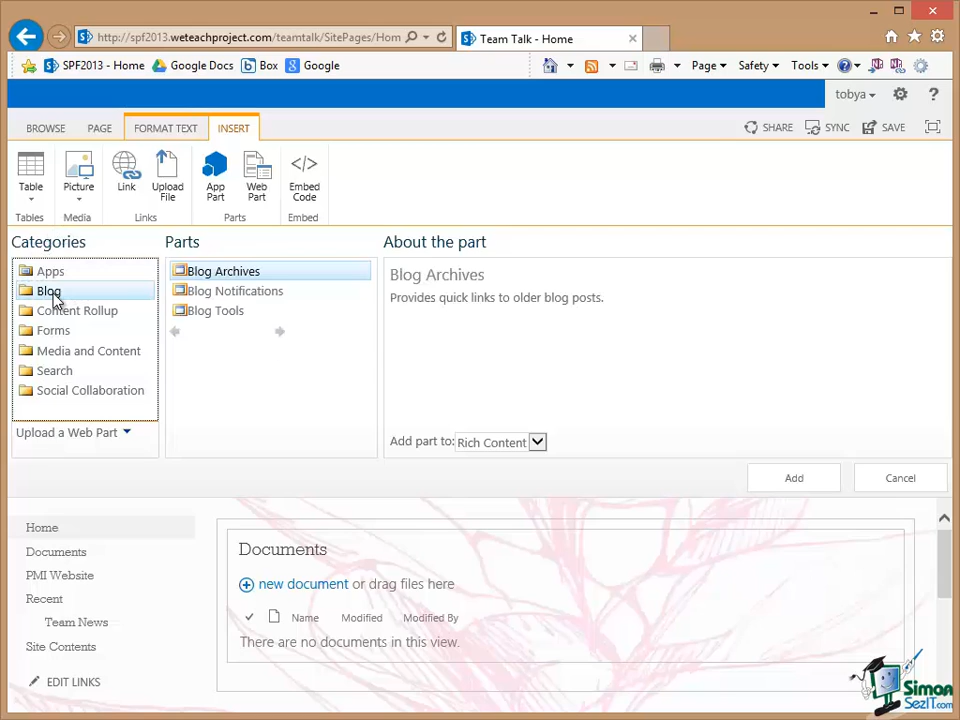 http://spf2013.weteachproject.com/teamtalk/SitePages/Hom
Team Talk - Home
SPF2013 - Home
Google Docs
Box
Google
Page
Safety
Tools
tobya
BROWSE
PAGE
FORMAT TEXT
INSERT
SHARE
SYNC
SAVE
Table
Picture
Link
Upload File
App Part
Web Part
Embed Code
Tables
Media
Links
Parts
Embed
Categories
Parts
About the part
Apps
Blog
Content Rollup
Forms
Media and Content
Search
Social Collaboration
Upload a Web Part
Blog Archives
Blog Notifications
Blog Tools
Blog Archives
Provides quick links to older blog posts.
Add part to: Rich Content
Add
Cancel
Home
Documents
PMI Website
Recent
Team News
Site Contents
EDIT LINKS
Documents
new document or drag files here
Name
Modified
Modified By
There are no documents in this view.
Simon
SezIT.com